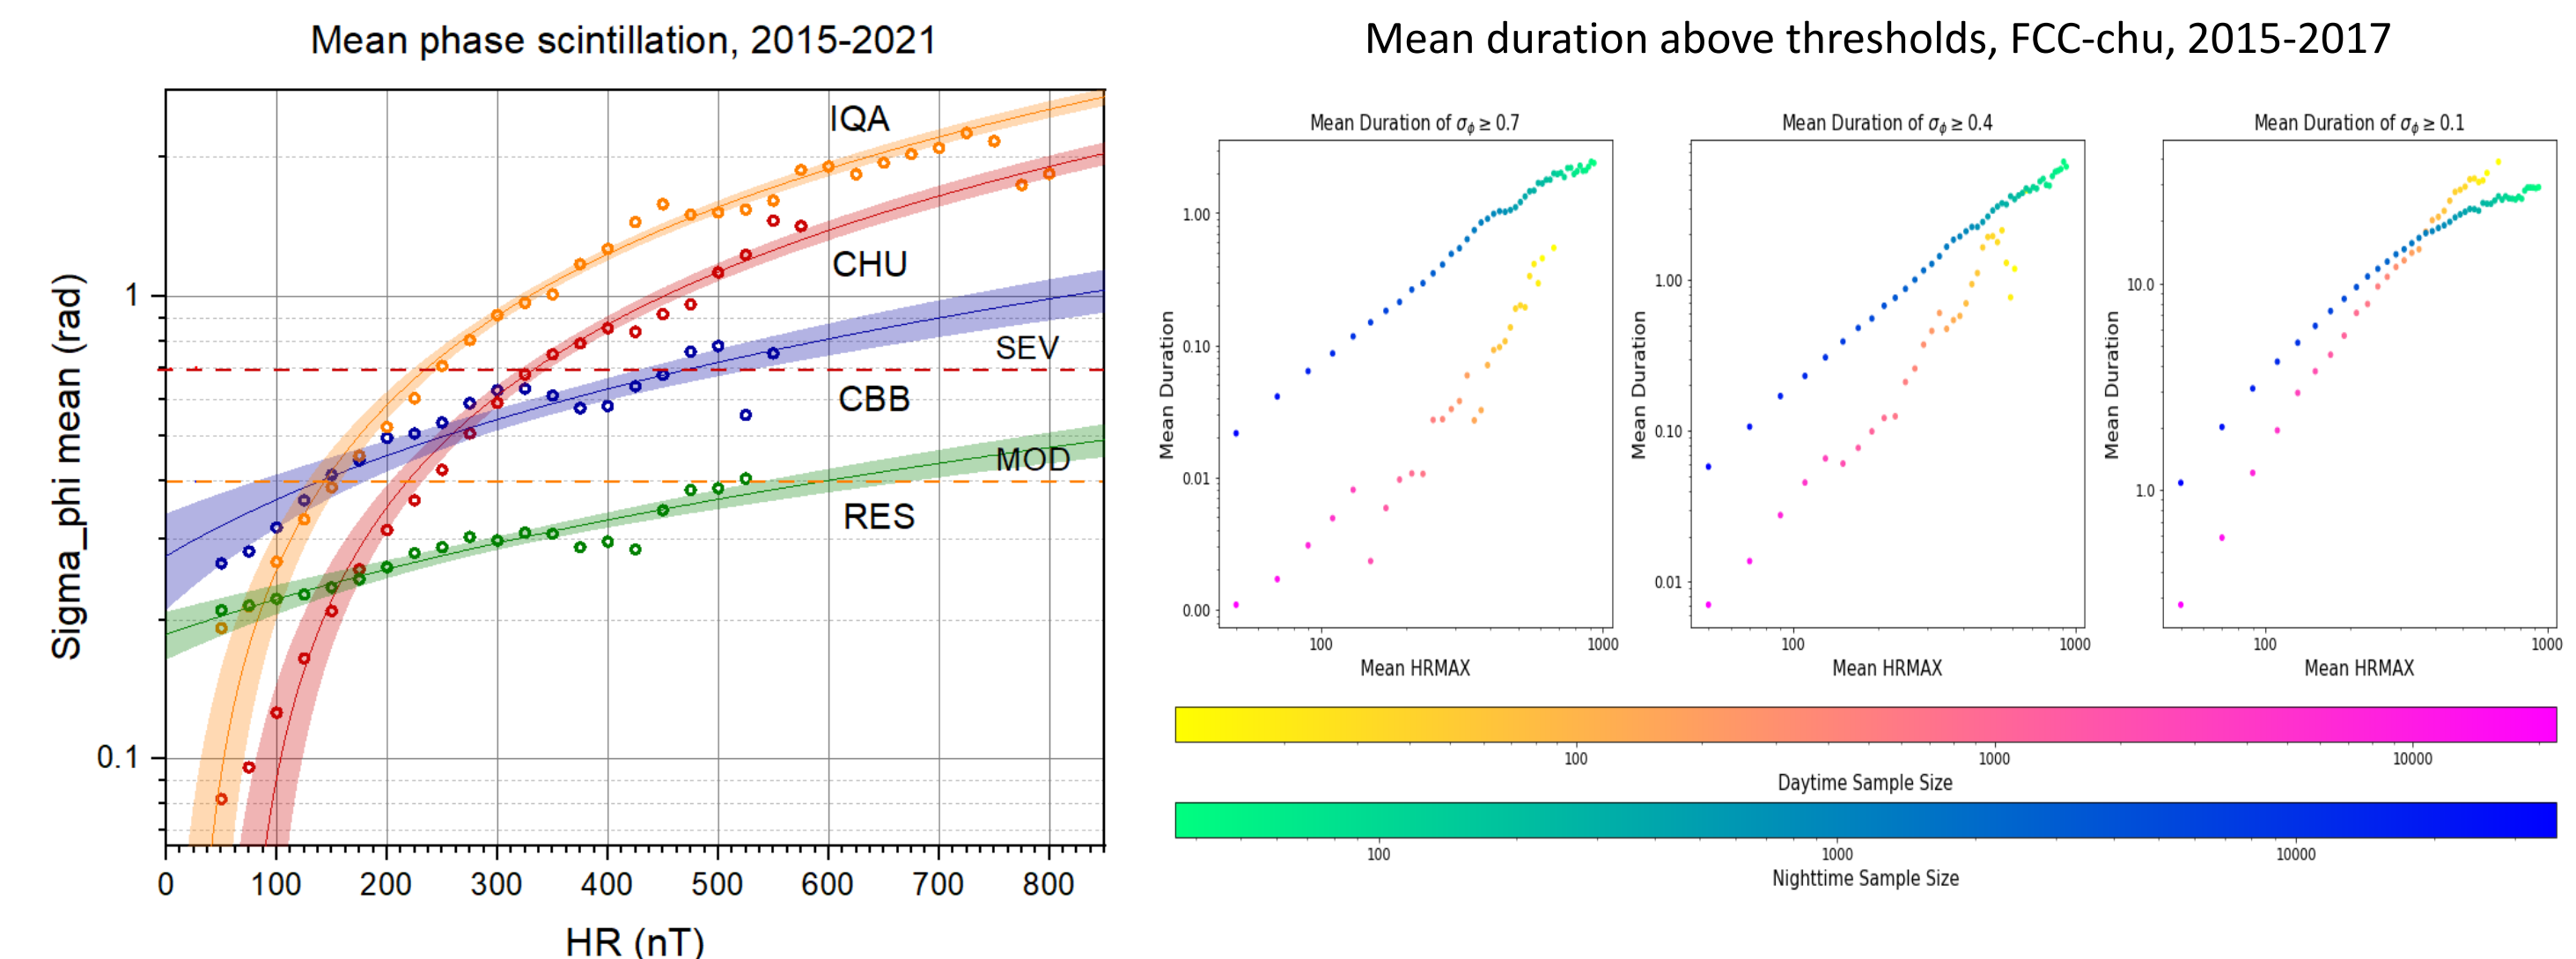 Mean phase scintillation, 2015-2021
Sigma_phi mean (rad)
1
0.1
IQA
CHU
SEV
CBB
MOD
RES
0 100 200 300 400 500 600 700 800
HR (nT)
Mean duration above thresholds, FCC-chu, 2015-2017
Mean Duration of σϕ ≥ 0.7
Mean Duration
1.00
0.10
0.01
0.00
100 1000
Mean HRMAX
Mean Duration of σϕ ≥ 0.4
Mean Duration
1.00
0.10
0.01
100 1000
Mean HRMAX
Mean Duration of σϕ ≥ 0.1
Mean Duration
10.0
1.0
100 1000
Mean HRMAX
100 1000 10000
Daytime Sample Size
100 1000 10000
Nighttime Sample Size